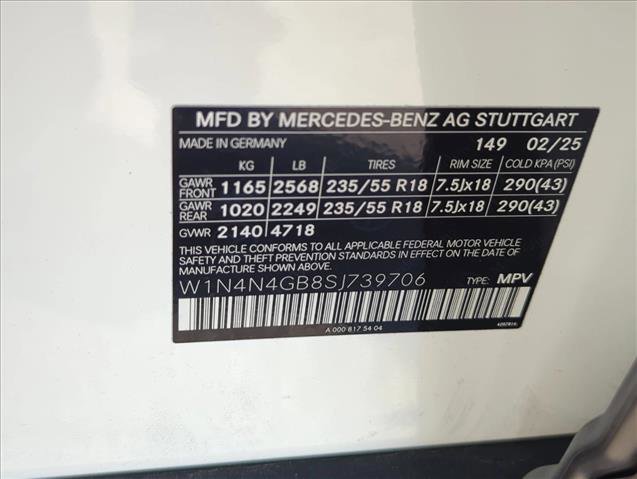 MFD BY MERCEDES-BENZ AG STUTTGART
MADE IN GERMANY 149 02/25
KG LB TIRES RIM SIZE COLD KPA (PSI)
GAWR FRONT 1165 2568 235/55 R18 7.5Jx18 290(43)
GAWR REAR 1020 2249 235/55 R18 7.5Jx18 290(43)
GVWR 2140 4718
THIS VEHICLE CONFORMS TO ALL APPLICABLE FEDERAL MOTOR VEHICLE
SAFETY AND THEFT PREVENTION STANDARDS IN EFFECT ON THE DATE OF
MANUFACTURE SHOWN ABOVE.
W1N4N4GB8SJ739706 TYPE: MPV
A 000 817 54 04